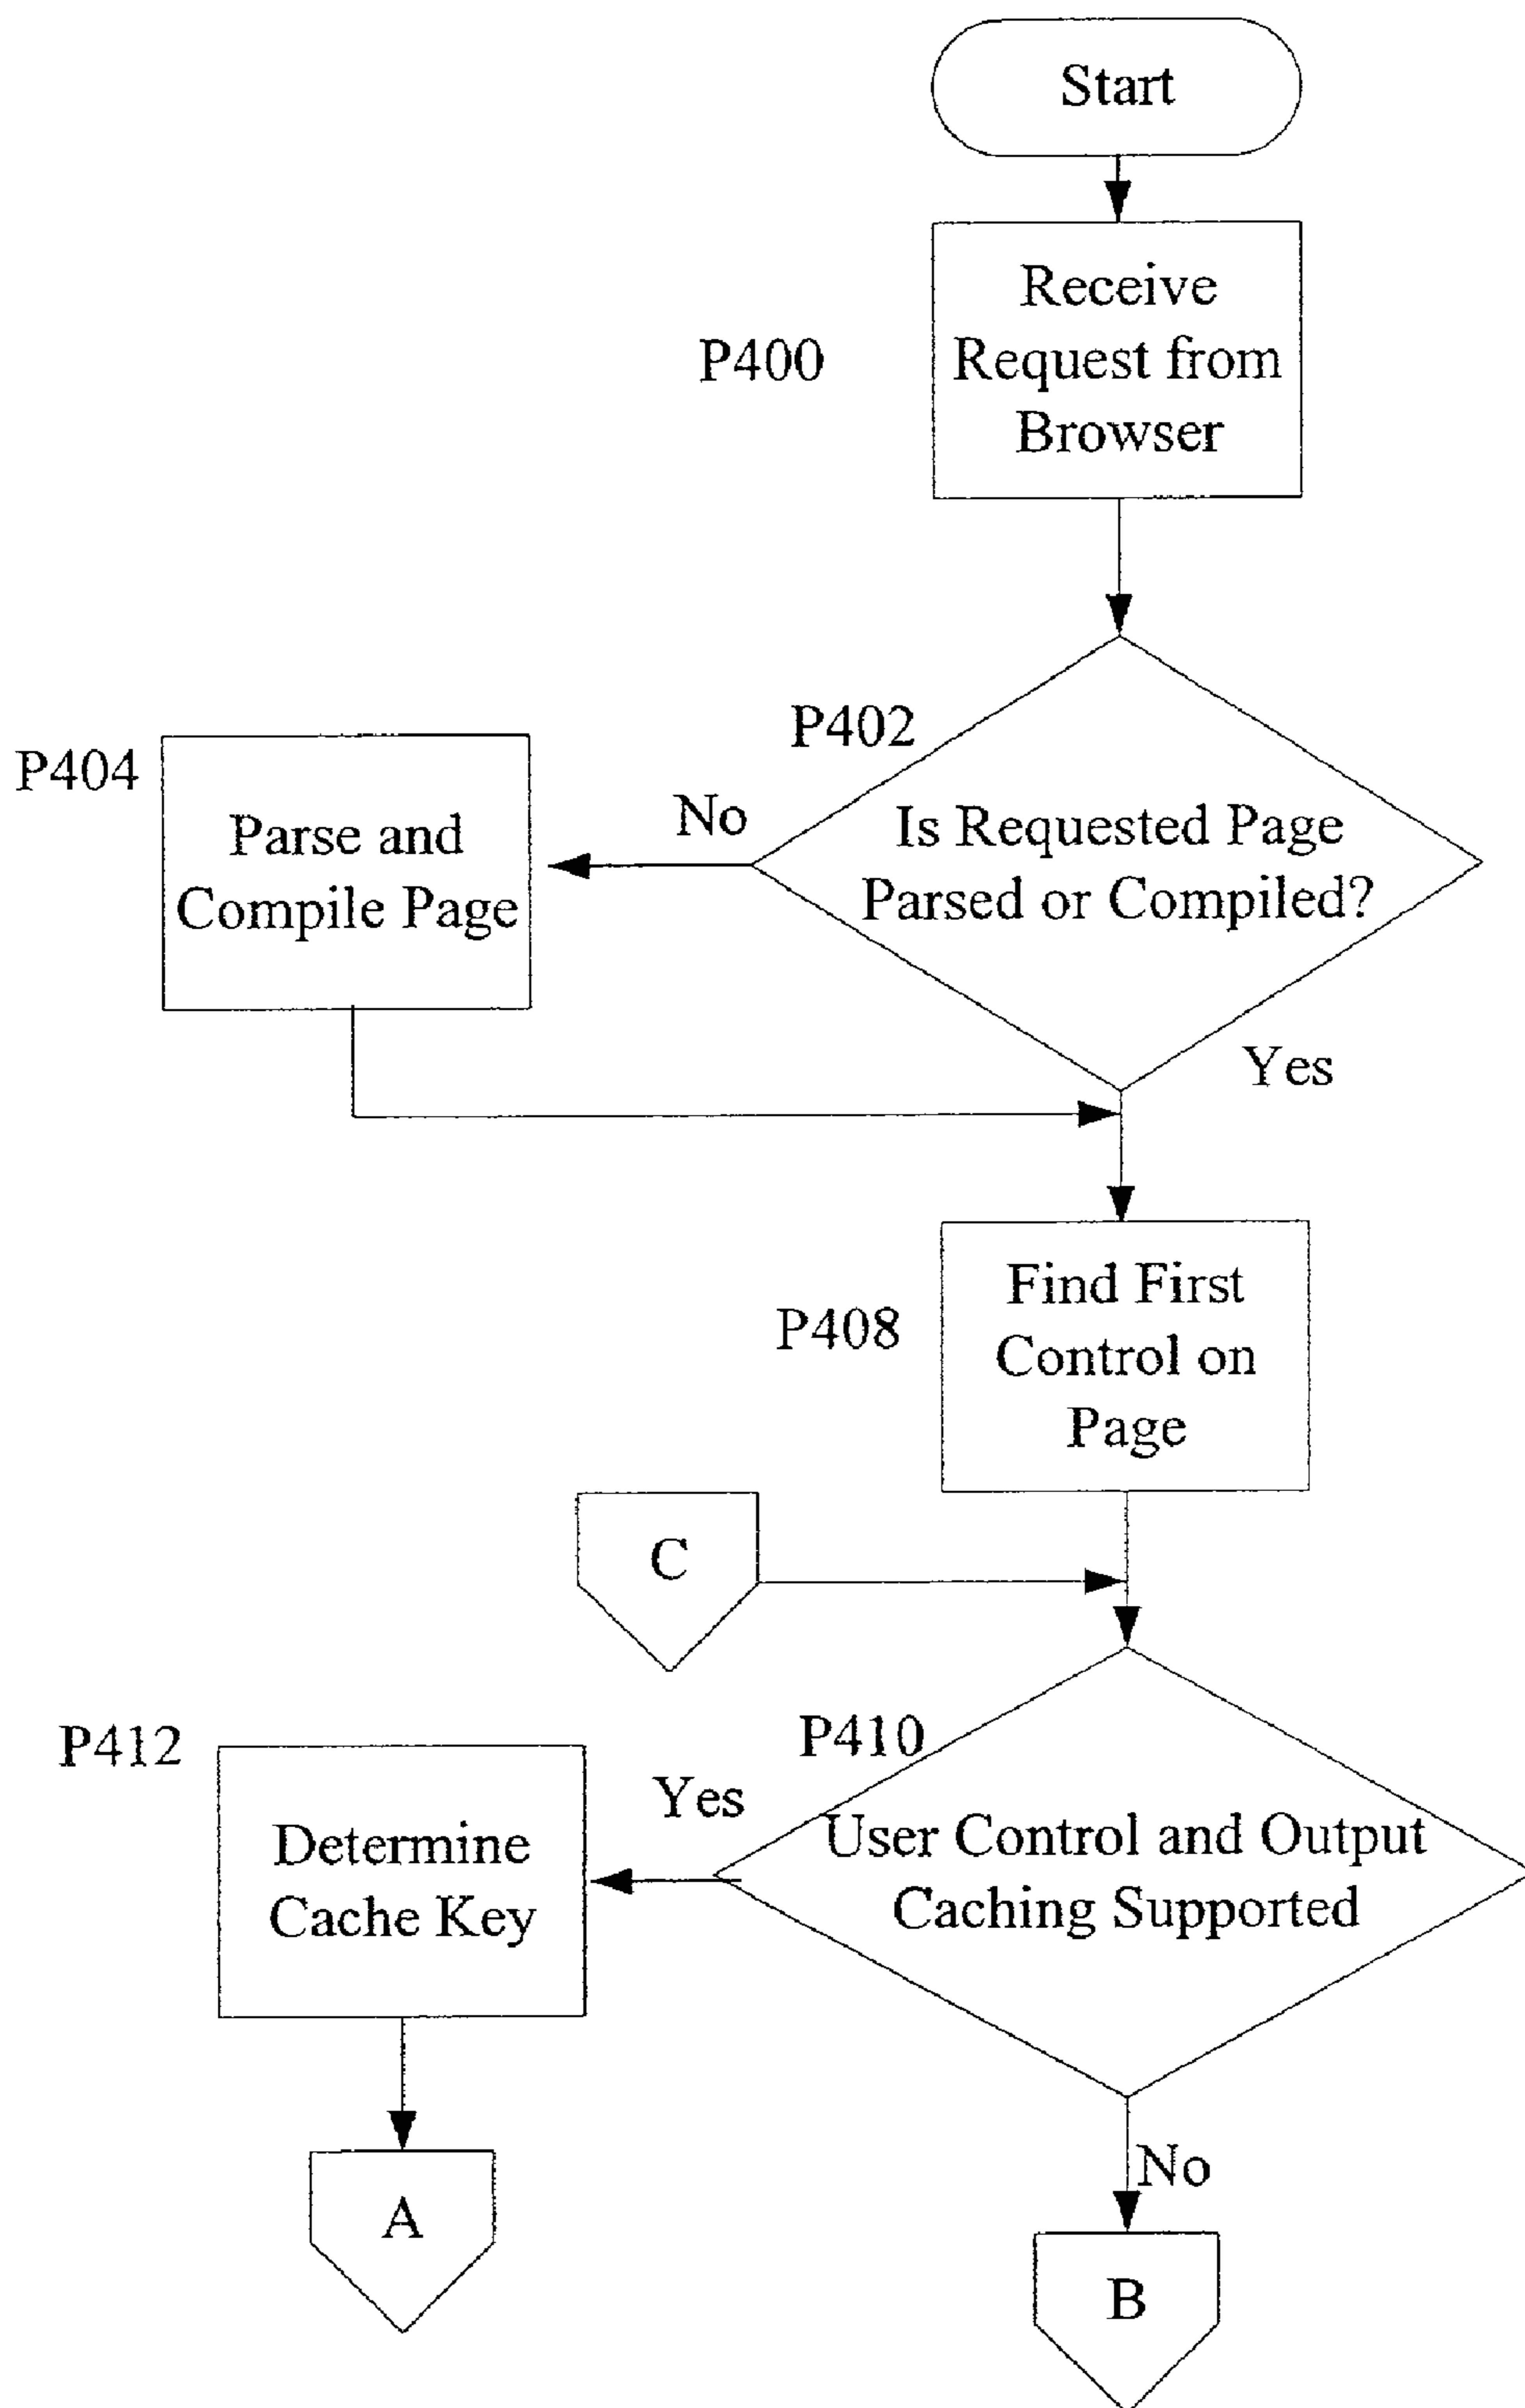 Start
P400
Receive
Request from
Browser
P402
P404
No
Parse and
Compile Page
Is Requested Page
Parsed or Compiled?
Yes
P408
Find First
Control on
Page
C
P412
P410
Yes
Determine
Cache Key
User Control and Output
Caching Supported
No
A
B